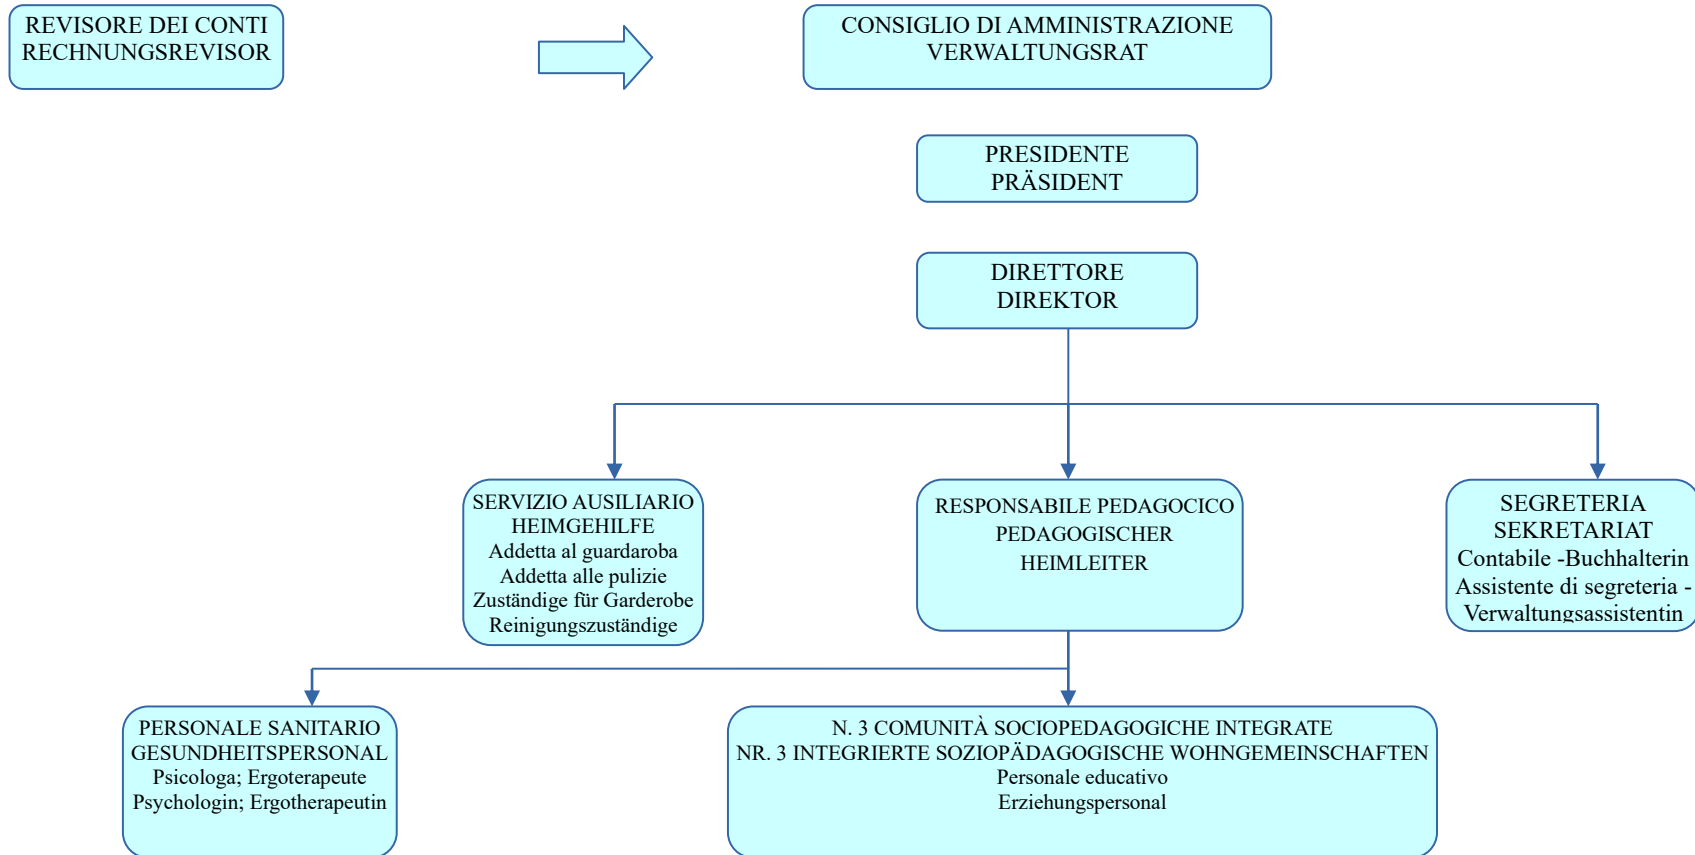 REVISORE DEI CONTI
RECHNUNGSREVISOR
CONSIGLIO DI AMMINISTRAZIONE
VERWALTUNGSRAT
PRESIDENTE
PRÄSIDENT
DIRETTORE
DIREKTOR
SERVIZIO AUSILIARIO
HEIMGEHILFE
Addetta al guardaroba
Addetta alle pulizie
Zuständige für Garderobe
Reinigungszuständige
RESPONSABILE PEDAGOCICO
PEDAGOGISCHER
HEIMLEITER
SEGRETERIA
SEKRETARIAT
Contabile -Buchhalterin
Assistente di segreteria -
Verwaltungsassistentin
PERSONALE SANITARIO
GESUNDHEITSPERSONAL
Psicologa; Ergoterapeute
Psychologin; Ergotherapeutin
N. 3 COMUNITÀ SOCIOPEDAGOGICHE INTEGRATE
NR. 3 INTEGRIERTE SOZIOPÄDAGOGISCHE WOHNGEMEINSCHAFTEN
Personale educativo
Erziehungspersonal